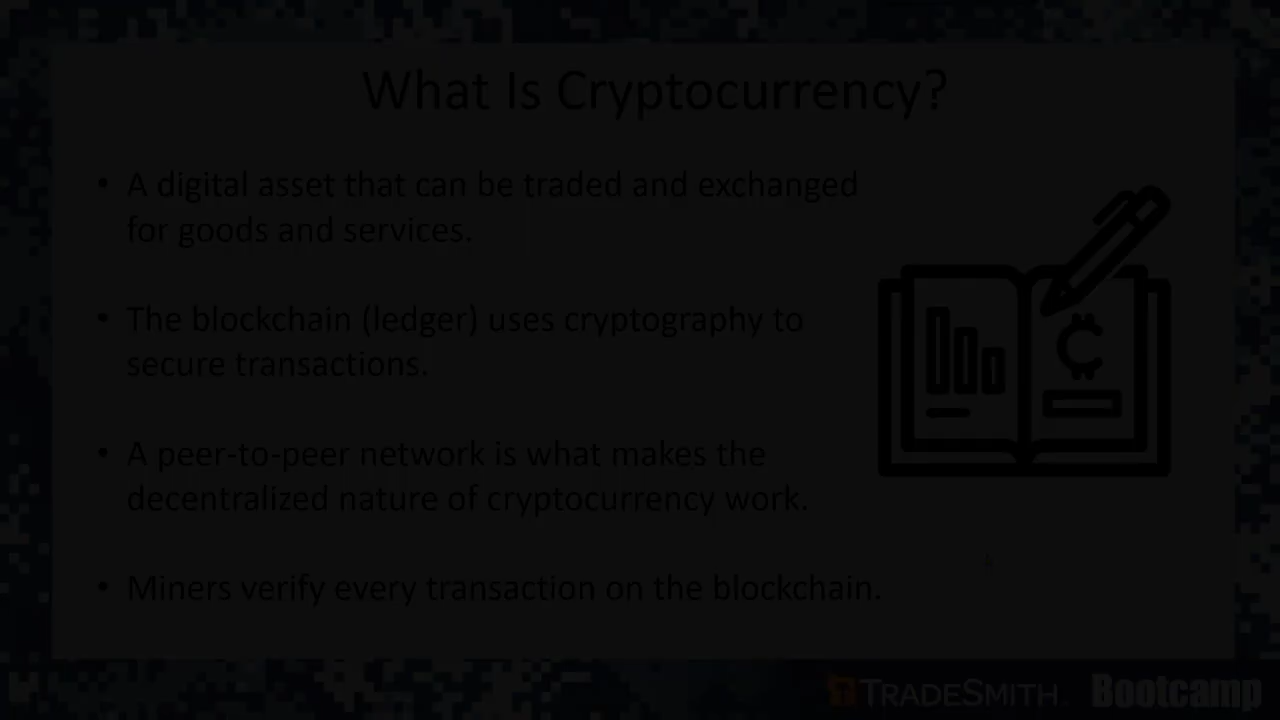 What Is Cryptocurrency?
• A digital asset that can be traded and exchanged
for goods and services.
• The blockchain (ledger) uses cryptography to
secure transactions.
• A peer-to-peer network is what makes the
decentralized nature of cryptocurrency work.
• Miners verify every transaction on the blockchain.
TRADESMITH Bootcamp